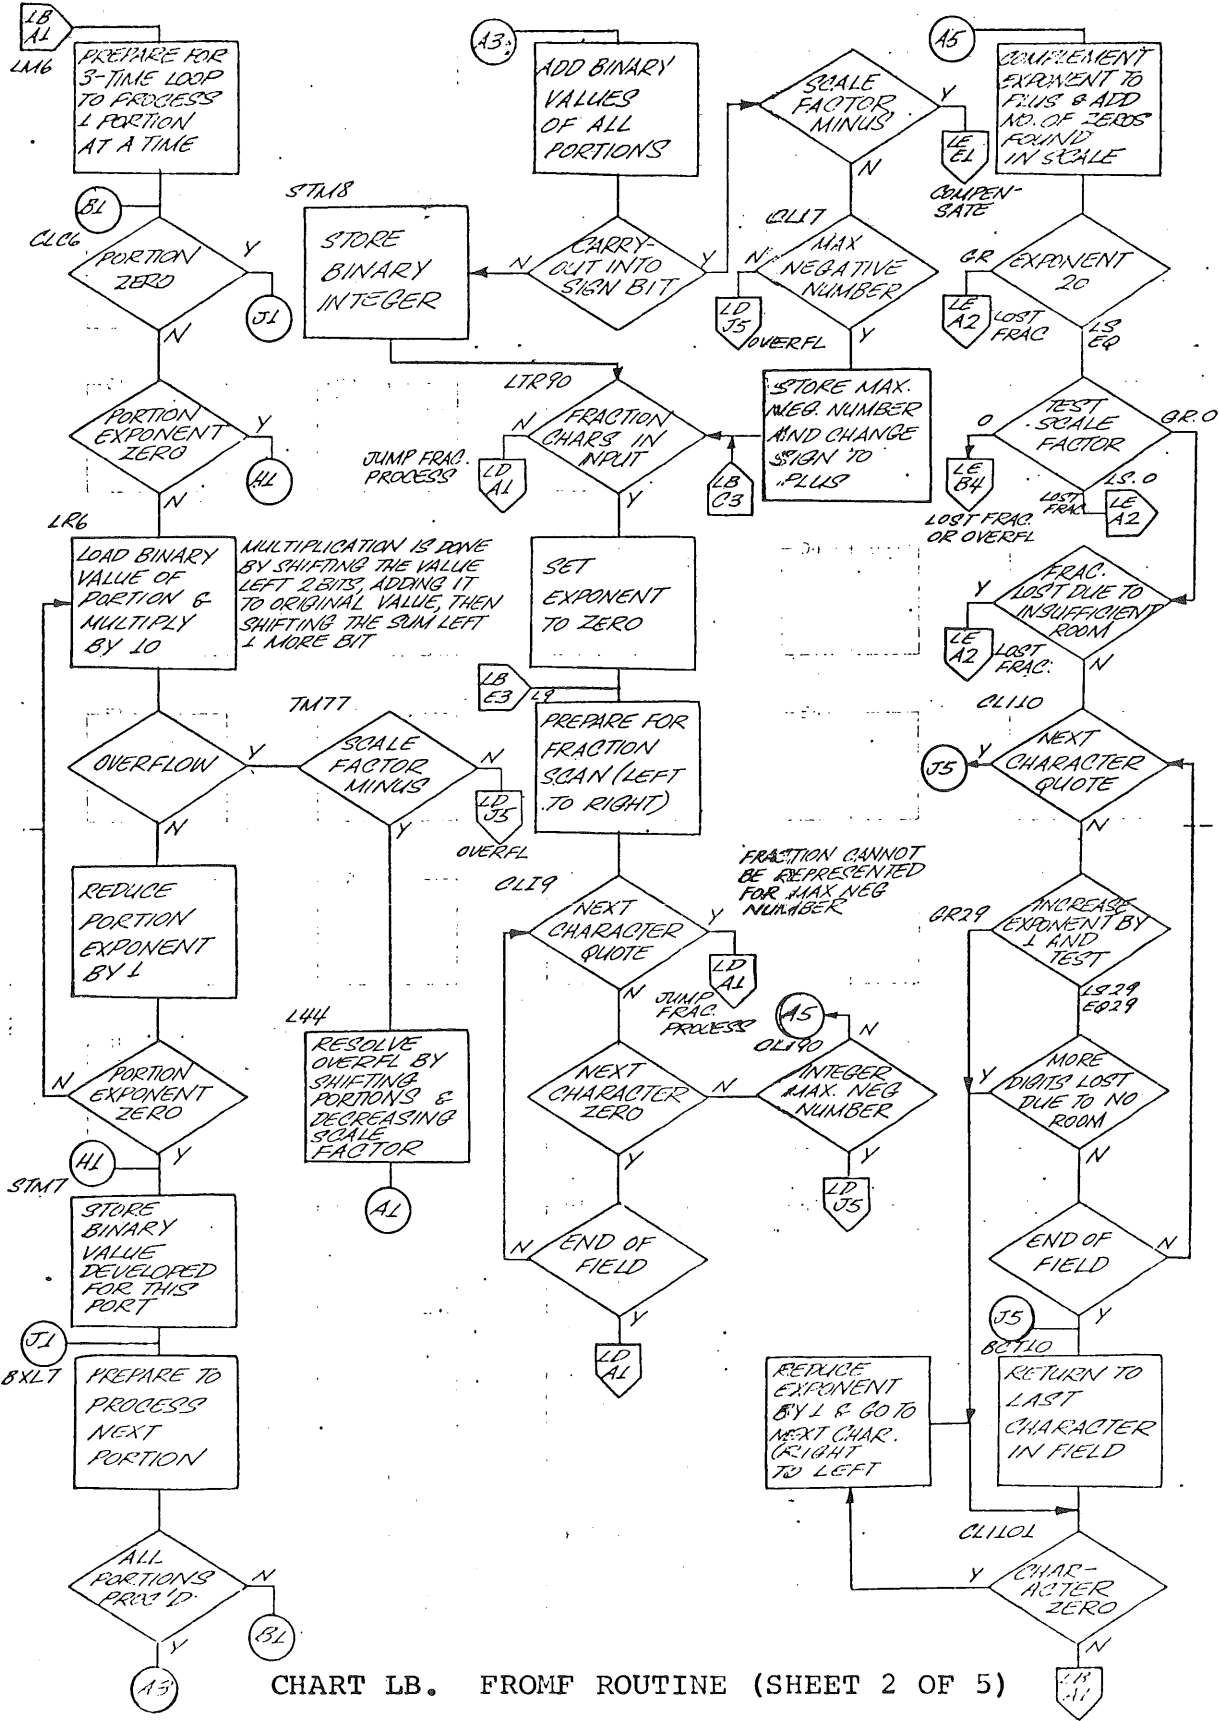 LB
A1
LM6
PREPARE FOR
3-TIME LOOP
TO PROCESS
1 PORTION
AT A TIME
B1
CLC6
PORTION
ZERO
Y
J1
N
PORTION
EXPONENT
ZERO
Y
H1
N
LR6
LOAD BINARY
VALUE OF
PORTION &
MULTIPLY
BY 10
MULTIPLICATION IS DONE
BY SHIFTING THE VALUE
LEFT 2 BITS, ADDING IT
TO ORIGINAL VALUE, THEN
SHIFTING THE SUM LEFT
1 MORE BIT
OVERFLOW
Y
N
TM77
SCALE
FACTOR
MINUS
N
LD
J5
OVERFL
Y
REDUCE
PORTION
EXPONENT
BY 1
L44
RESOLVE
OVERFL BY
SHIFTING
PORTIONS &
DECREASING
SCALE
FACTOR
A1
PORTION
EXPONENT
ZERO
N
Y
H1
STM7
STORE
BINARY
VALUE
DEVELOPED
FOR THIS
PORT
J1
BXL7
PREPARE TO
PROCESS
NEXT
PORTION
ALL
PORTIONS
PROC'D.
N
B1
Y
A3
A3
ADD BINARY
VALUES
OF ALL
PORTIONS
STM8
STORE
BINARY
INTEGER
CARRY-
OUT INTO
SIGN BIT
N
Y
SCALE
FACTOR
MINUS
Y
LE
E1
COMPEN-
SATE
N
CL17
MAX
NEGATIVE
NUMBER
N
LD
J5
OVERFL
Y
STORE MAX.
NEG. NUMBER
AND CHANGE
SIGN TO
PLUS
LB
C3
LTR90
FRACTION
CHARS IN
INPUT
N
JUMP FRAC.
PROCESS
LD
A1
Y
SET
EXPONENT
TO ZERO
LB
E3
L9
PREPARE FOR
FRACTION
SCAN (LEFT
TO RIGHT)
CLI9
NEXT
CHARACTER
QUOTE
Y
LD
A1
JUMP
FRAC.
PROCESS
N
FRACTION CANNOT
BE REPRESENTED
FOR MAX NEG
NUMBER
NEXT
CHARACTER
ZERO
N
Y
A5
N
CLI90
INTEGER
MAX. NEG
NUMBER
Y
LD
J5
END OF
FIELD
N
Y
LD
A1
A5
COMPLEMENT
EXPONENT TO
PLUS & ADD
NO. OF ZEROS
FOUND
IN SCALE
EXPONENT
20
GR
LE
A2
LOST
FRAC
LS
EQ
TEST
SCALE
FACTOR
0
LE
B4
LOST FRAC.
OR OVERFL
GR.0
LS.0
LOST
FRAC
LE
A2
FRAC.
LOST DUE TO
INSUFFICIENT
ROOM
Y
LE
A2
LOST
FRAC.
N
CLI10
NEXT
CHARACTER
QUOTE
Y
J5
N
INCREASE
EXPONENT BY
1 AND
TEST
GR29
LS29
EQ29
MORE
DIGITS LOST
DUE TO NO
ROOM
Y
N
END OF
FIELD
N
Y
J5
BCT10
RETURN TO
LAST
CHARACTER
IN FIELD
REDUCE
EXPONENT
BY 1 & GO TO
NEXT CHAR.
(RIGHT
TO LEFT
CLI101
CHAR-
ACTER
ZERO
Y
N
A1
CHART LB. FROMF ROUTINE (SHEET 2 OF 5)